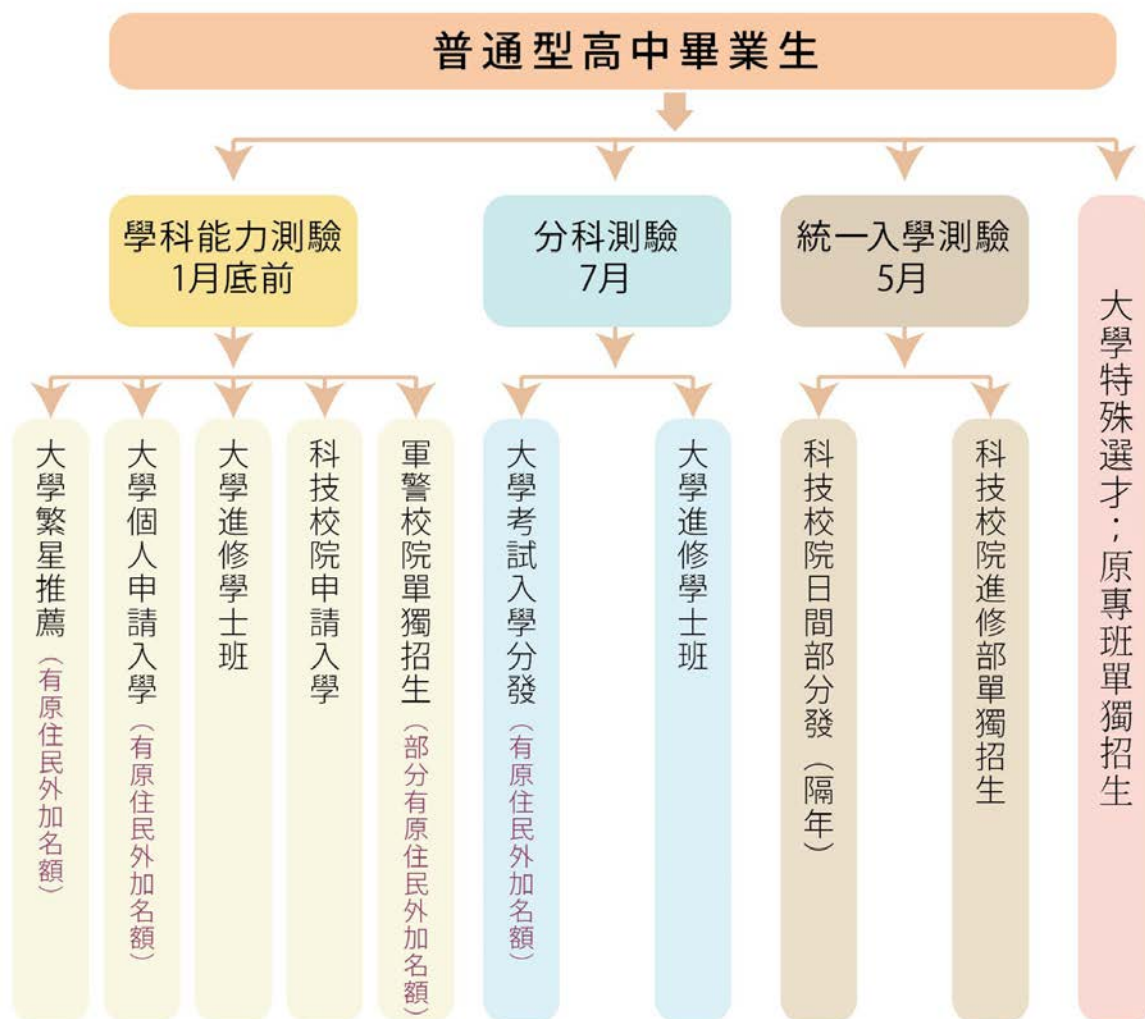 普通型高中畢業生
學科能力測驗
1月底前
分科測驗
7月
統一入學測驗
5月
大學特殊選才；原專班單獨招生
大學繁星推薦（有原住民外加名額）
大學個人申請入學（有原住民外加名額）
大學進修學士班
科技校院申請入學
軍警校院單獨招生（部分有原住民外加名額）
大學考試入學分發（有原住民外加名額）
大學進修學士班
科技校院日間部分發（隔年）
科技校院進修部單獨招生